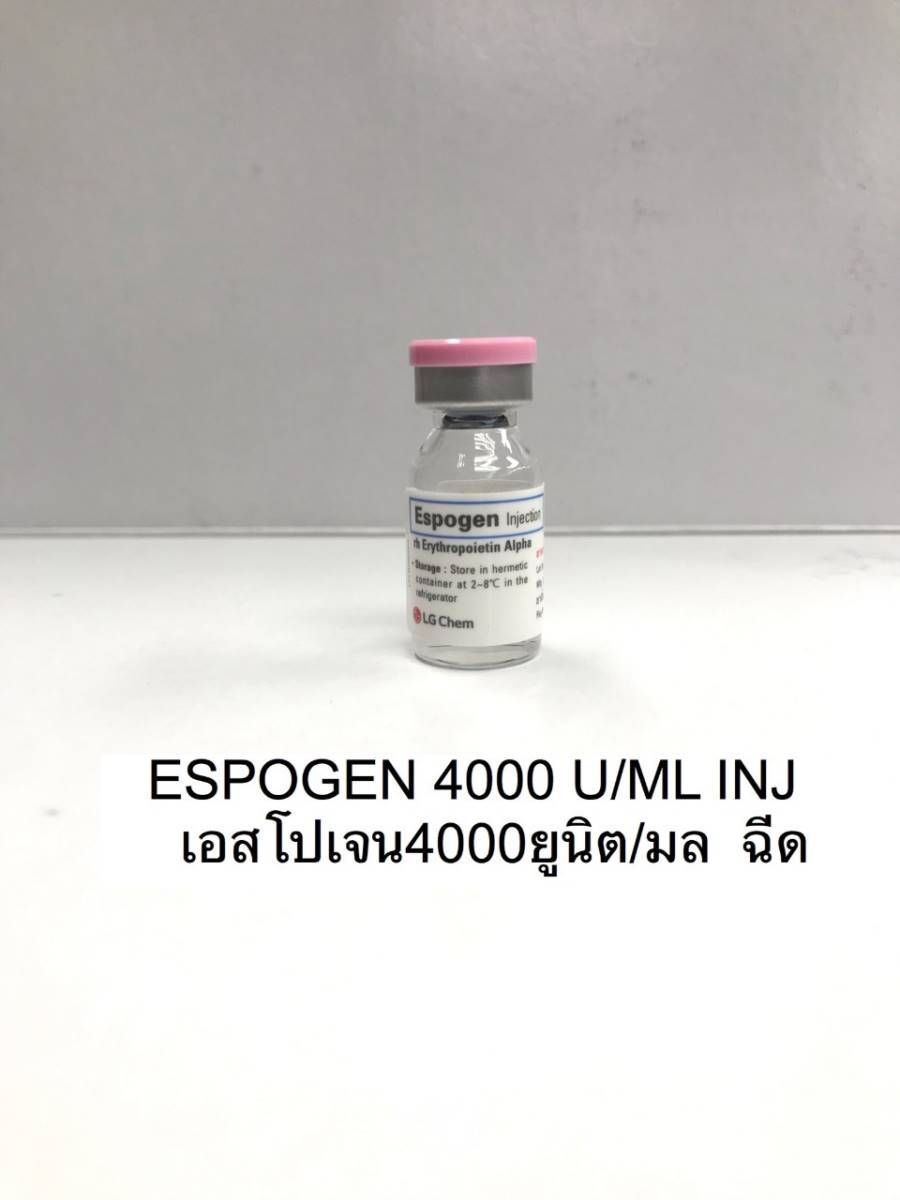 Espogen Injection
rh Erythropoietin Alpha
• Storage : Store in hermetic
container at 2~8℃ in the
refrigerator
LG Chem
ESPOGEN 4000 U/ML INJ
เอสโปเจน4000ยูนิต/มล ฉีด